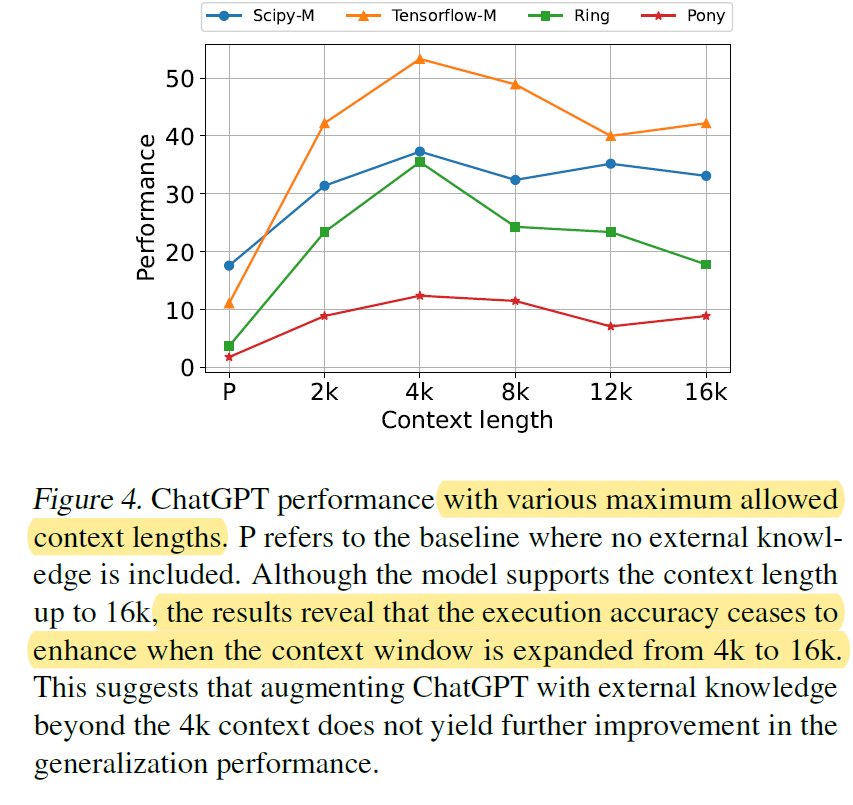 Scipy-M Tensorflow-M Ring Pony
50
40
30
20
10
0
Performance
P 2k 4k 8k 12k 16k
Context length
Figure 4. ChatGPT performance with various maximum allowed
context lengths. P refers to the baseline where no external knowl-
edge is included. Although the model supports the context length
up to 16k, the results reveal that the execution accuracy ceases to
enhance when the context window is expanded from 4k to 16k.
This suggests that augmenting ChatGPT with external knowledge
beyond the 4k context does not yield further improvement in the
generalization performance.